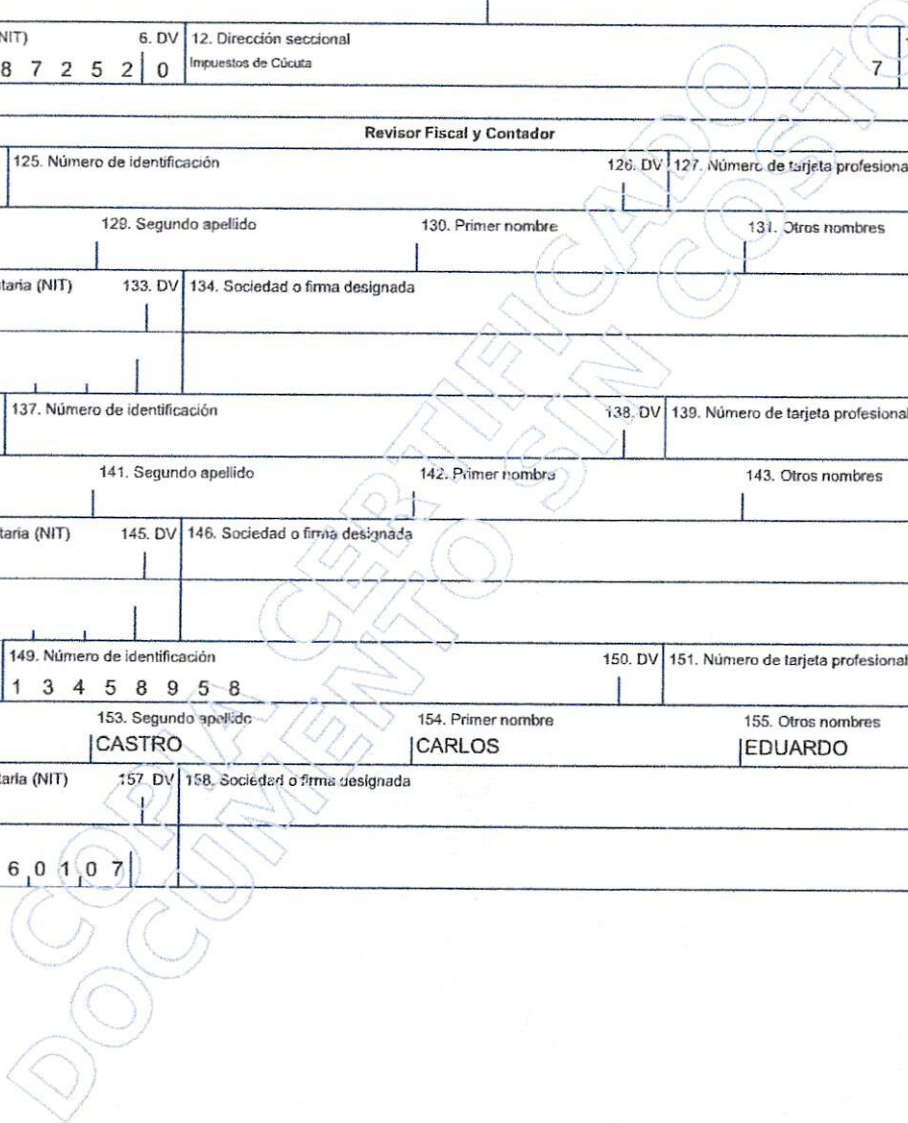 NIT) 6. DV 12. Dirección seccional
8 7 2 5 2 0 Impuestos de Cúcuta 7
Revisor Fiscal y Contador
125. Número de identificación 126. DV 127. Número de tarjeta profesiona
129. Segundo apellido 130. Primer nombre 131. Otros nombres
taria (NIT) 133. DV 134. Sociedad o firma designada
137. Número de identificación 138. DV 139. Número de tarjeta profesional
141. Segundo apellido 142. Primer nombre 143. Otros nombres
taria (NIT) 145. DV 146. Sociedad o firma designada
149. Número de identificación 150. DV 151. Número de tarjeta profesional
1 3 4 5 8 9 5 8
153. Segundo apellido 154. Primer nombre 155. Otros nombres
CASTRO CARLOS EDUARDO
taria (NIT) 157. DV 158. Sociedad o firma designada
6 0 1 0 7
COPIA CERTIFICADO
DOCUMENTO SIN COSTO